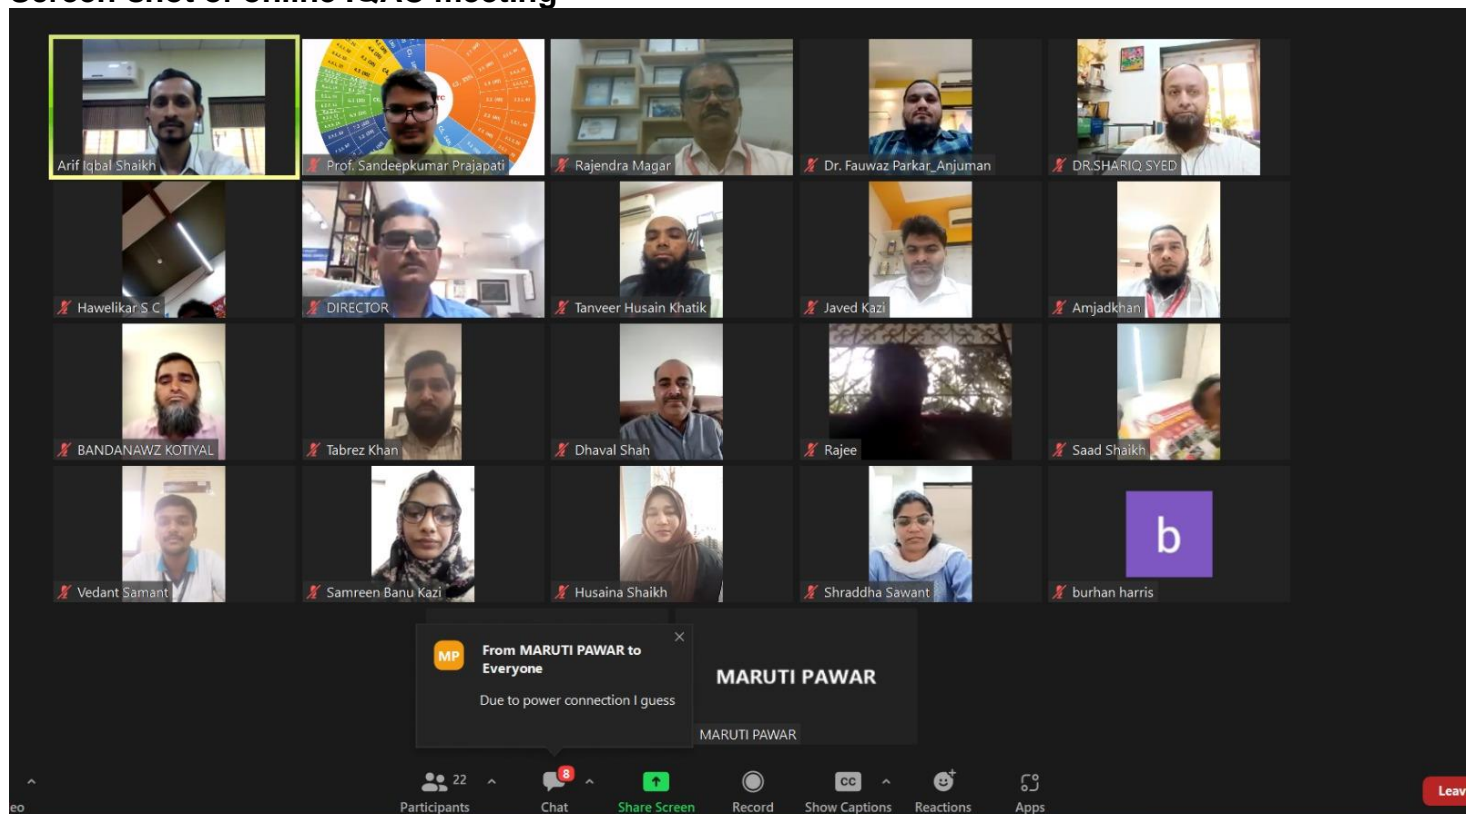 Screen shot of online IQAC meeting
Arif Iqbal Shaikh
Prof. Sandeepkumar Prajapati
Rajendra Magar
Dr. Fauwaz Parkar_Anjuman
DR.SHARIQ SYED
Hawelikar S C
DIRECTOR
Tanveer Husain Khatik
Javed Kazi
Amjadkhan
BANDANAWZ KOTIYAL
Tabrez Khan
Dhaval Shah
Rajee
Saad Shaikh
Vedant Samant
Samreen Banu Kazi
Husaina Shaikh
Shraddha Sawant
b
burhan harris
MP
From MARUTI PAWAR to
Everyone
Due to power connection I guess
MARUTI PAWAR
MARUTI PAWAR
22
8
CC
eo
Participants
Chat
Share Screen
Record
Show Captions
Reactions
Apps
Leav